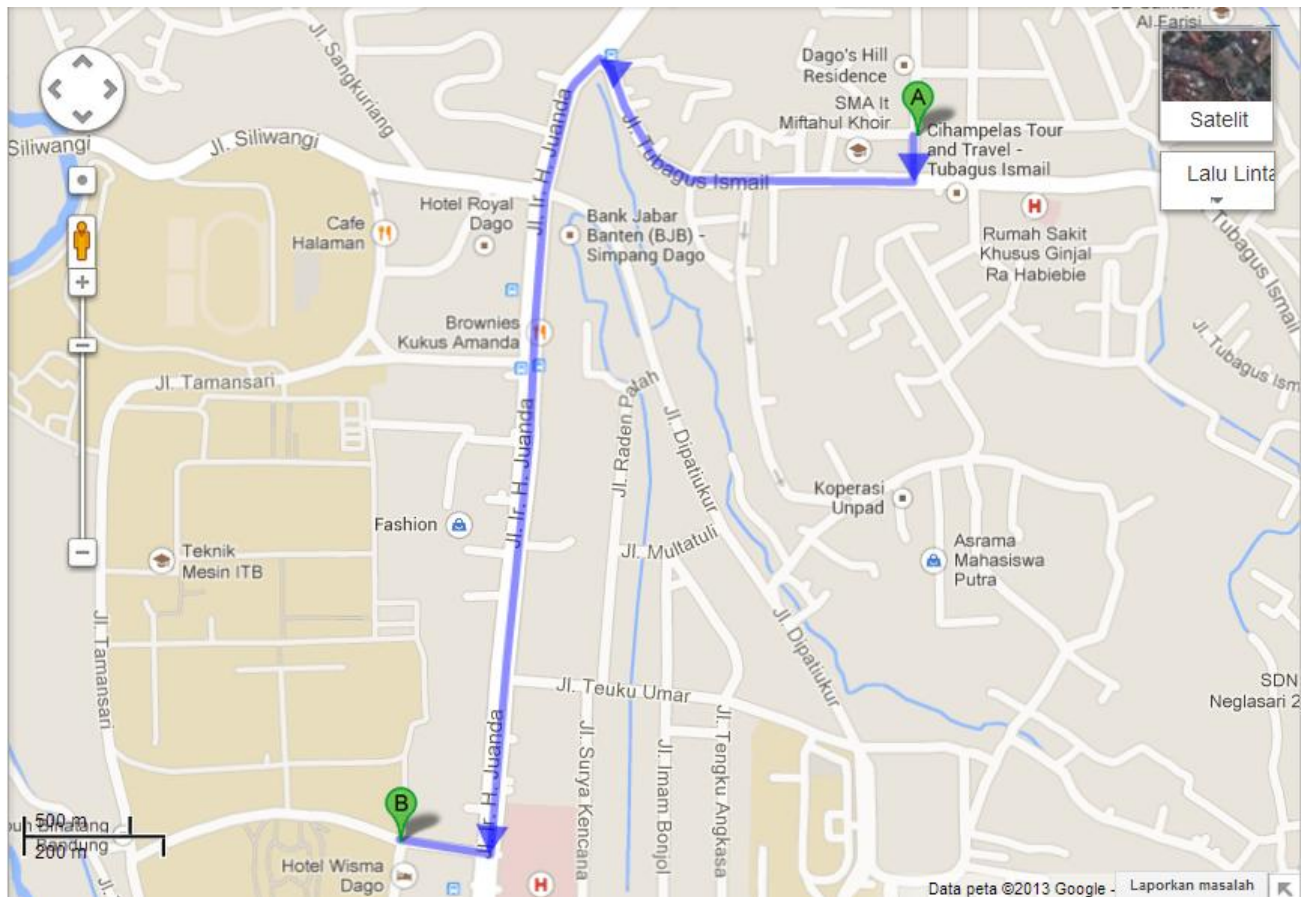 Al Farisi
Dago's Hill
Residence
Satelit
A
SMA It
Miftahul Khoir
Cihampelas Tour
and Travel -
Tubagus Ismail
Lalu Linta
Jl. Sangkuriang
Siliwangi
Jl. Siliwangi
Jl. Ir. H. Juanda
Jl. Tubagus Ismail
Tubagus Ismail
Hotel Royal
Dago
Cafe
Halaman
Bank Jabar
Banten (BJB) -
Simpang Dago
H
Rumah Sakit
Khusus Ginjal
Ra Habiebie
Brownies
Kukus Amanda
Jl. Tubagus Ism
Jl. Tamansari
Jl. Raden Palah
Jl. Dipatiukur
Jl. Ir. H. Juanda
Koperasi
Unpad
Fashion
Jl. Multatuli
Asrama
Mahasiswa
Putra
Teknik
Mesin ITB
Jl. Tamansari
Jl. Dipatiukur
Jl. Teuku Umar
SDN
Neglasari 2
Jl. Ir. H. Juanda
Jl. Surya Kencana
Jl. Imam Bonjol
Jl. Tengku Angkasa
B
500 m
200 m
Bandung
Hotel Wisma
Dago
H
Jl.
Data peta ©2013 Google -
Laporkan masalah